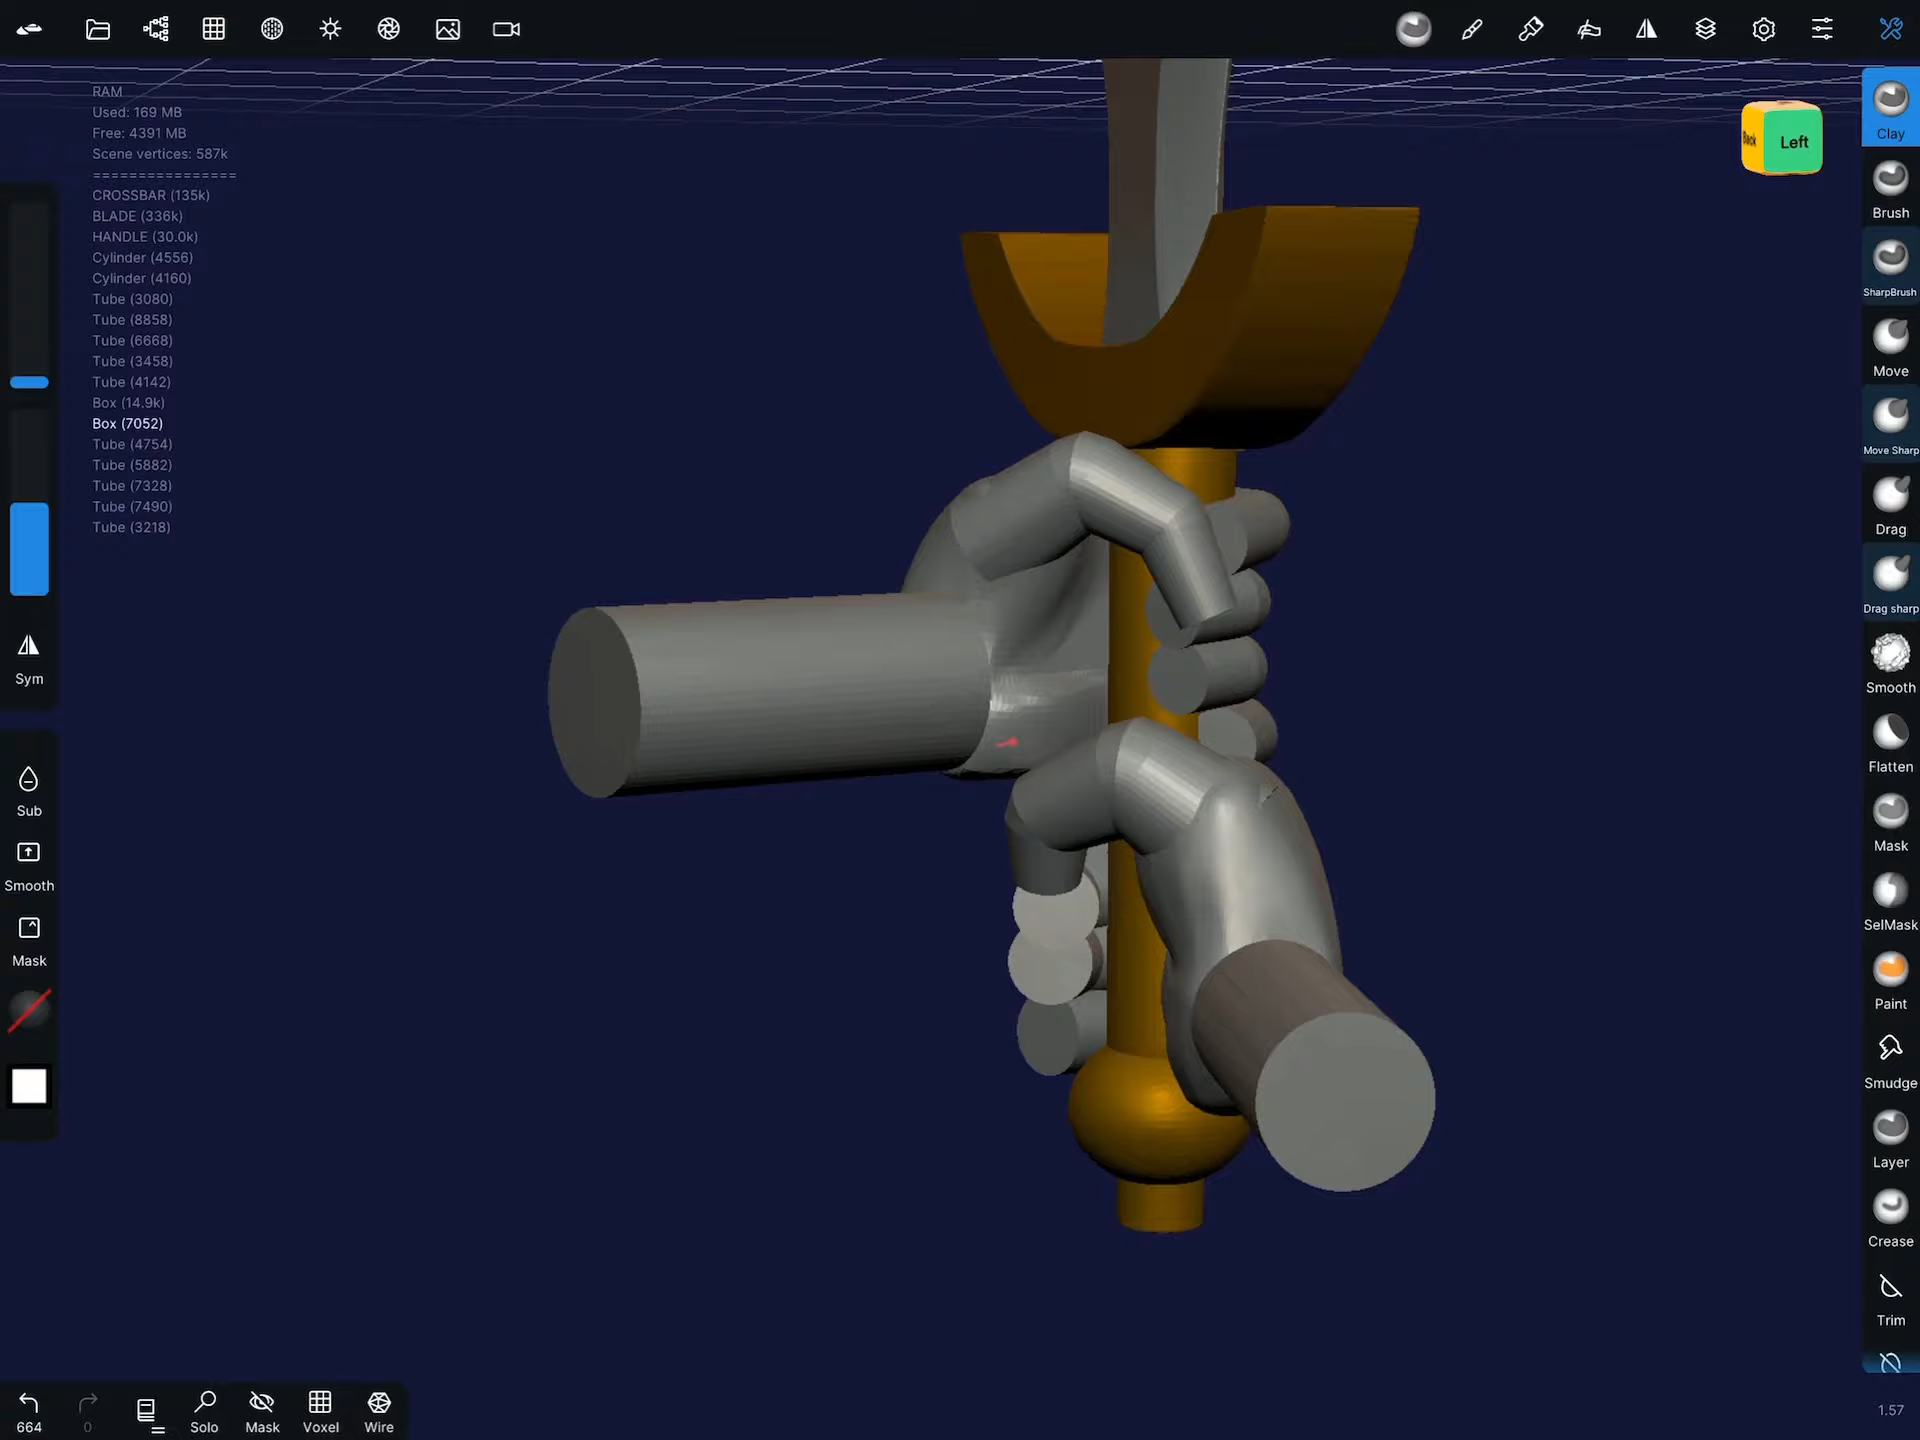 RAM
Used: 169 MB
Free: 4391 MB
Scene vertices: 587k
================
CROSSBAR (135k)
BLADE (336k)
HANDLE (30.0k)
Cylinder (4556)
Cylinder (4160)
Tube (3080)
Tube (8858)
Tube (6668)
Tube (3458)
Tube (4142)
Box (14.9k)
Box (7052)
Tube (4754)
Tube (5882)
Tube (7328)
Tube (7490)
Tube (3218)
Sym
Sub
Smooth
Mask
664
0
Solo
Mask
Voxel
Wire
Back
Left
Clay
Brush
SharpBrush
Move
Move Sharp
Drag
Drag sharp
Smooth
Flatten
Mask
SelMask
Paint
Smudge
Layer
Crease
Trim
1.57